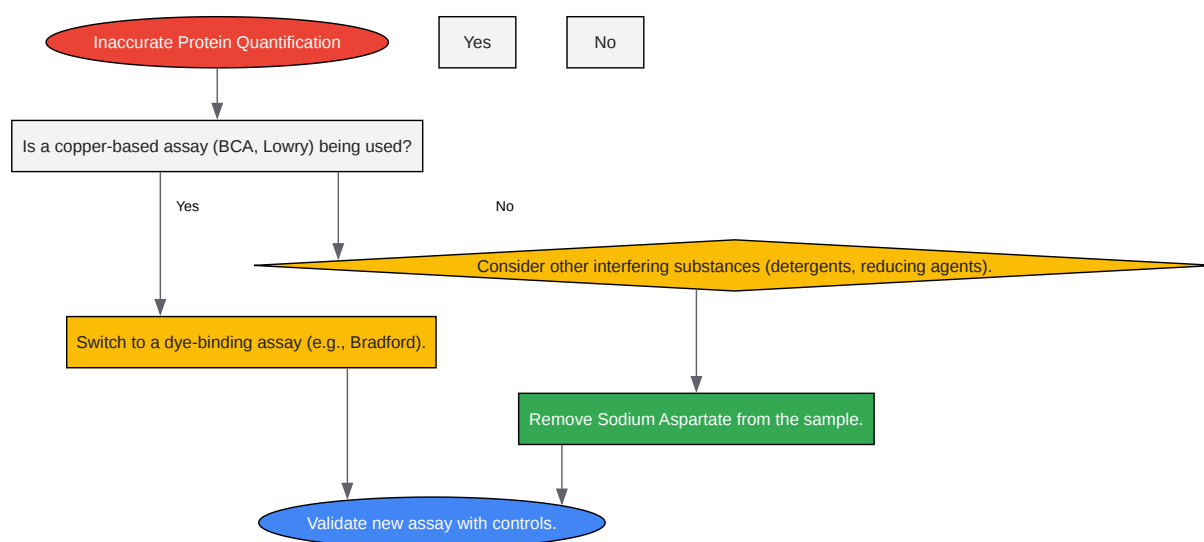 Inaccurate Protein Quantification
Yes
No
Is a copper-based assay (BCA, Lowry) being used?
Yes
No
Consider other interfering substances (detergents, reducing agents).
Switch to a dye-binding assay (e.g., Bradford).
Remove Sodium Aspartate from the sample.
Validate new assay with controls.